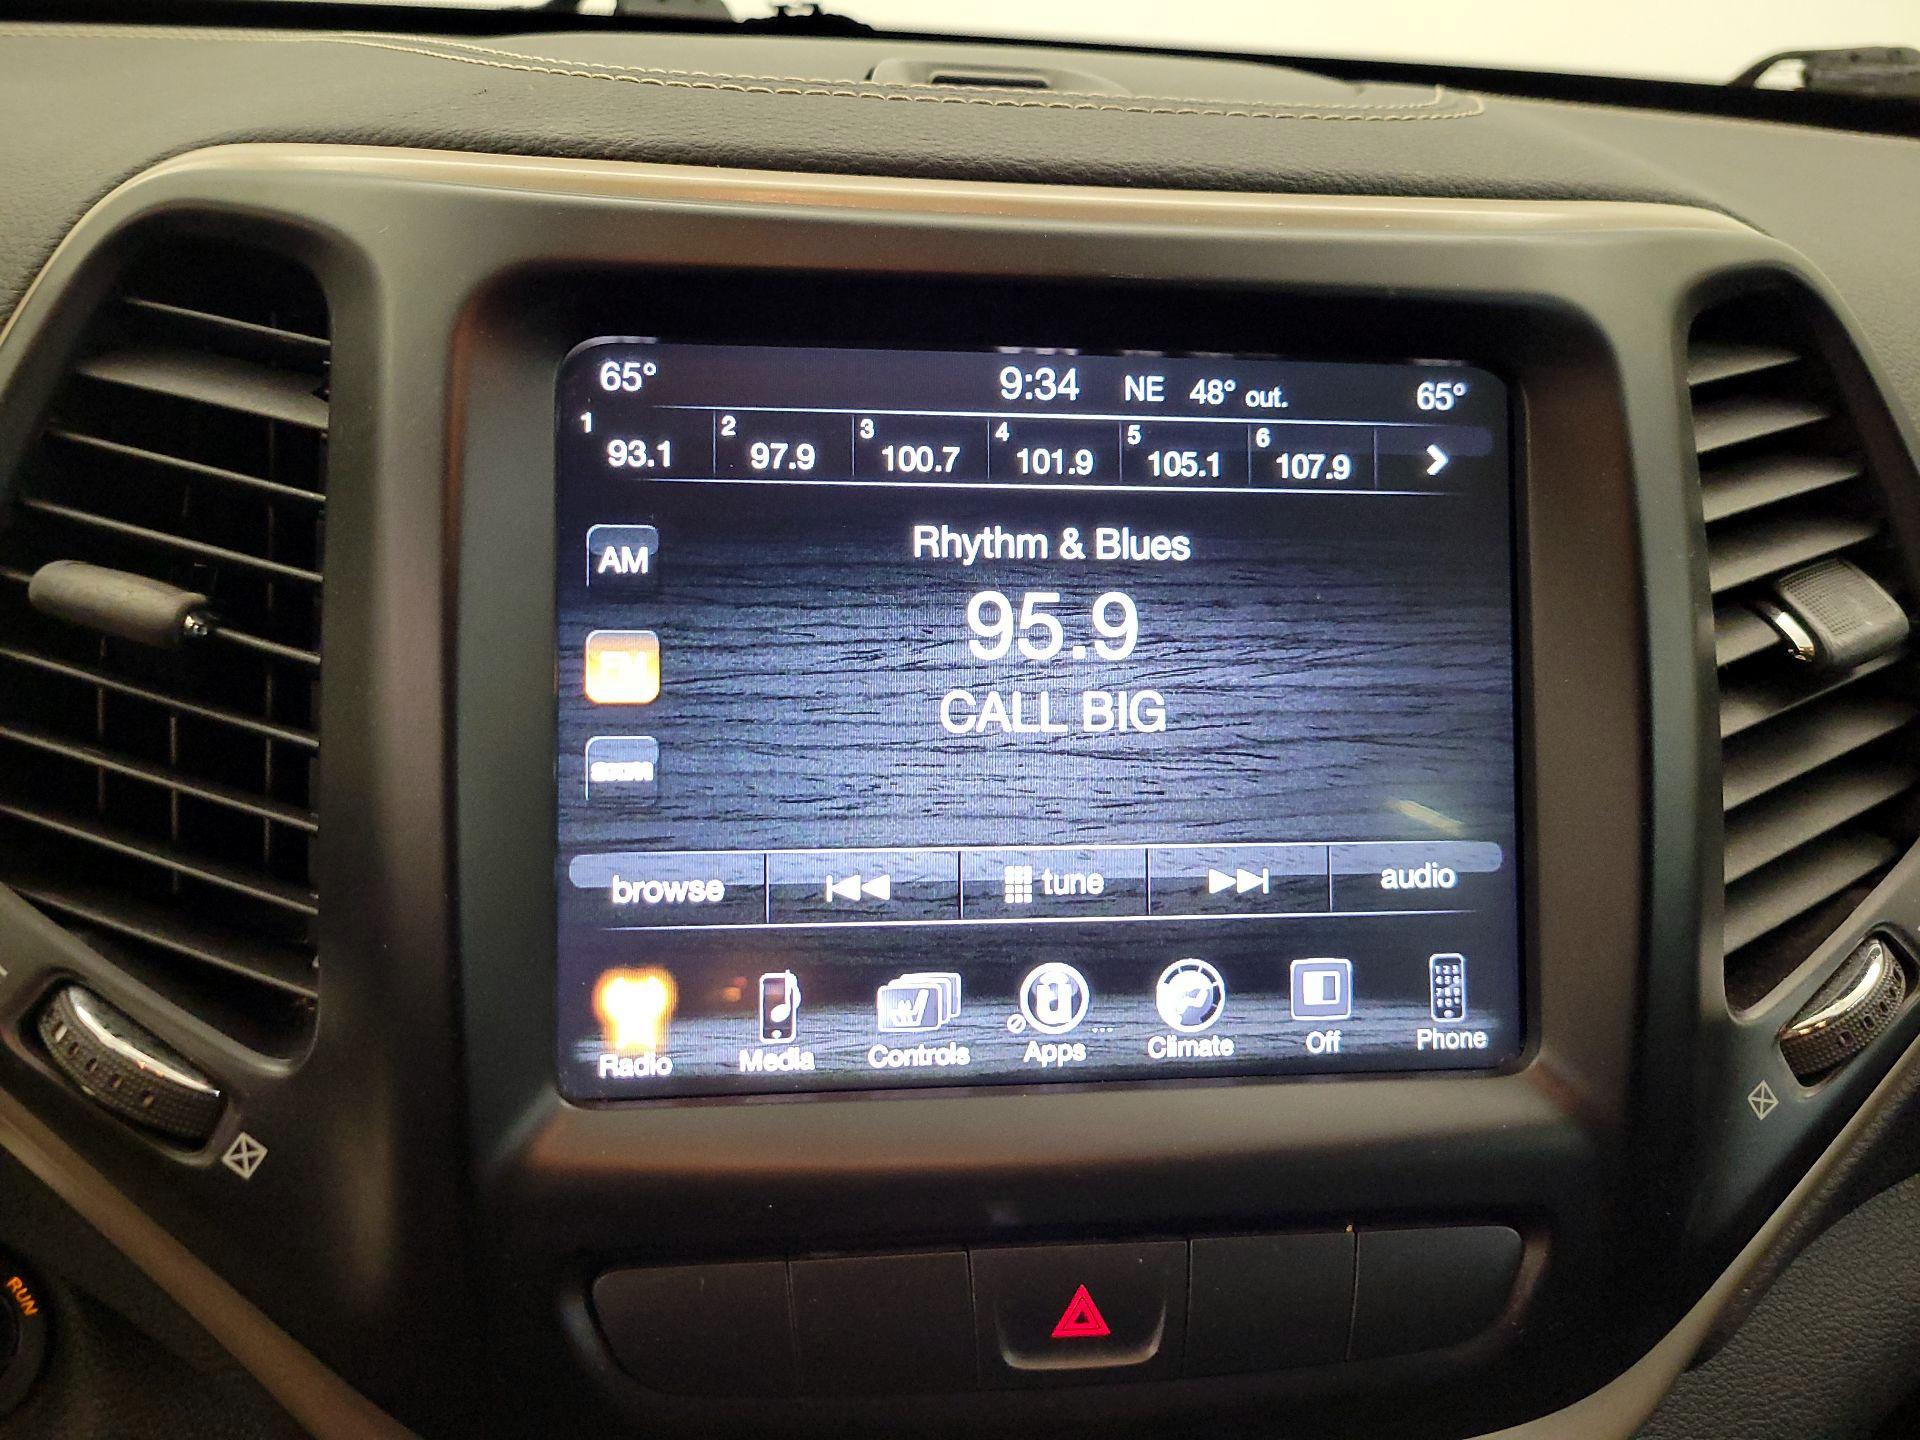 65° 9:34 NE 48° out. 65°
1 93.1 2 97.9 3 100.7 4 101.9 5 105.1 6 107.9
AM
Rhythm & Blues
95.9
FM
CALL BIG
browse tune audio
Radio Media Controls Apps Climate Off Phone
RUN